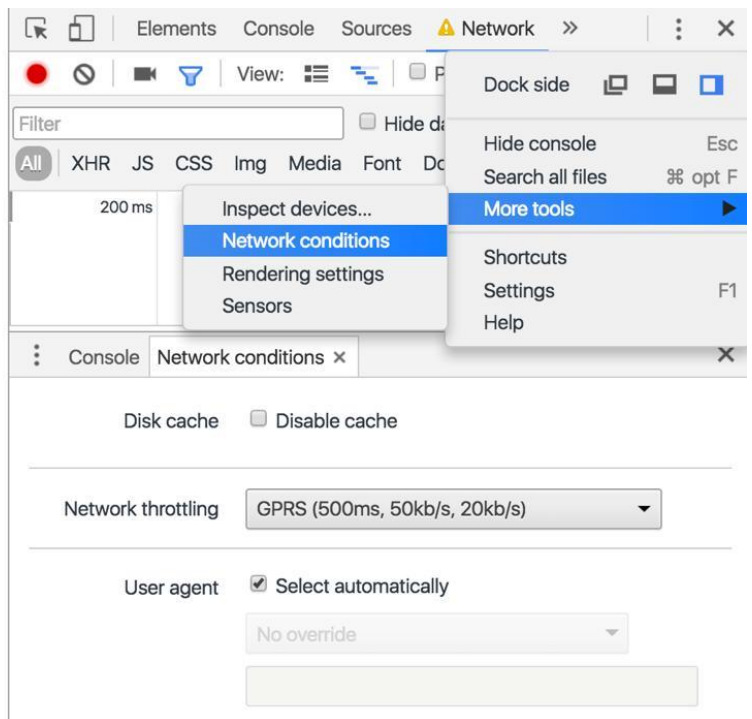 Elements Console Sources Network »
View: P
Dock side
Filter
Hide da
Hide console Esc
All XHR JS CSS Img Media Font Do
Search all files ⌘ opt F
200 ms
Inspect devices...
More tools
Network conditions
Rendering settings
Shortcuts
Sensors
Settings F1
Help
Console Network conditions ×
Disk cache Disable cache
Network throttling GPRS (500ms, 50kb/s, 20kb/s)
User agent Select automatically
No override